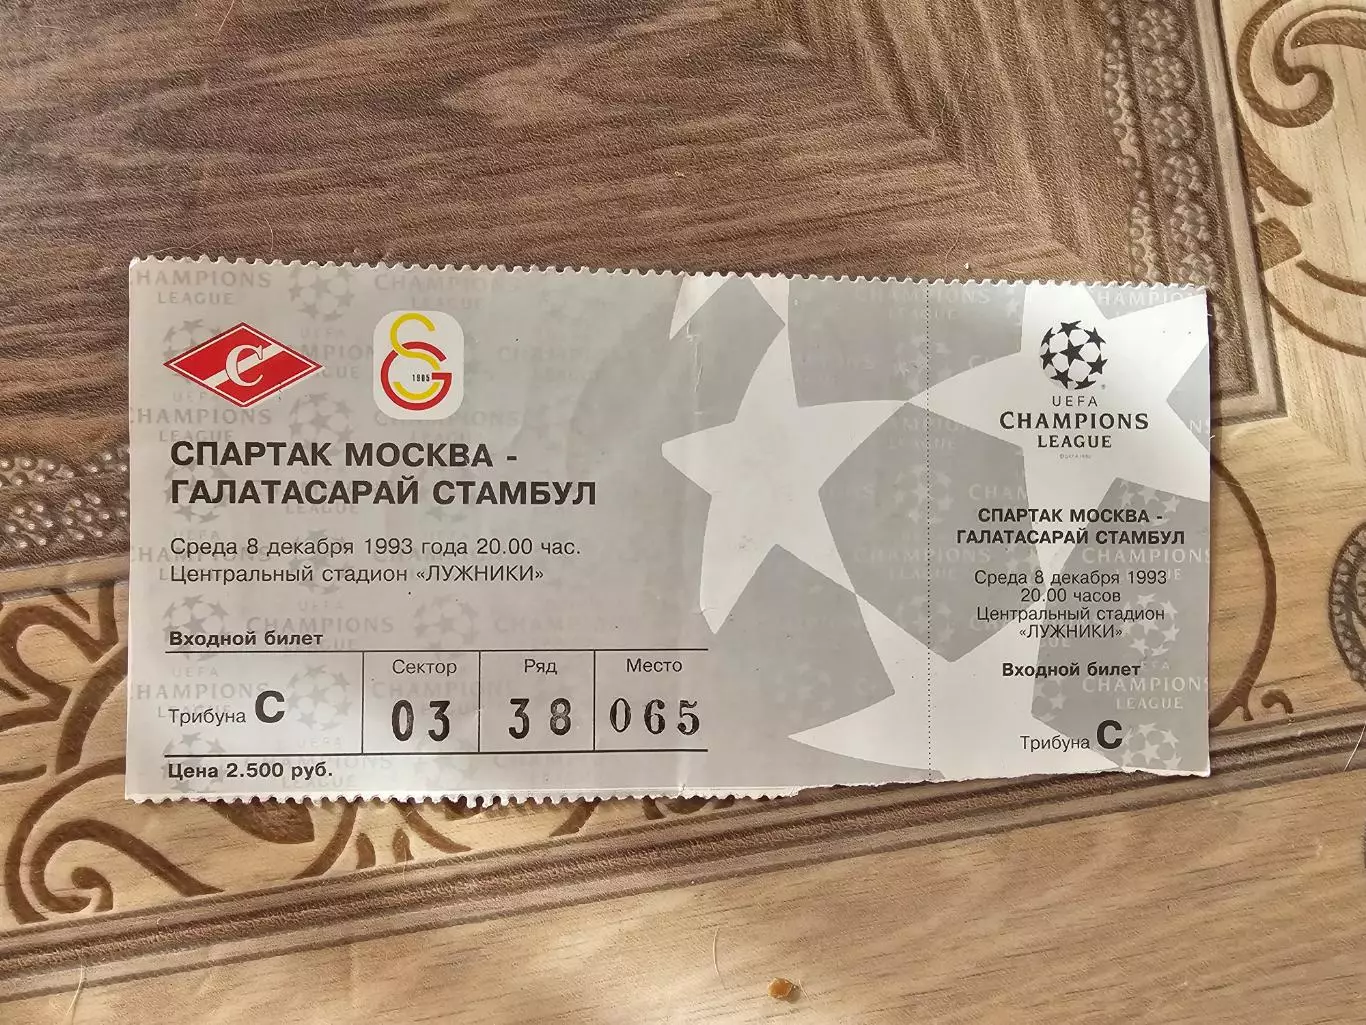 СПАРТАК МОСКВА -
ГАЛАТАСАРАЙ СТАМБУЛ
Среда 8 декабря 1993 года 20.00 час.
Центральный стадион «ЛУЖНИКИ»
Входной билет
Трибуна С
Сектор
03
Ряд
38
Место
065
Цена 2.500 руб.
С
1905
UEFA
CHAMPIONS
LEAGUE
СПАРТАК МОСКВА -
ГАЛАТАСАРАЙ СТАМБУЛ
Среда 8 декабря 1993
20.00 часов
Центральный стадион
«ЛУЖНИКИ»
Входной билет
Трибуна С